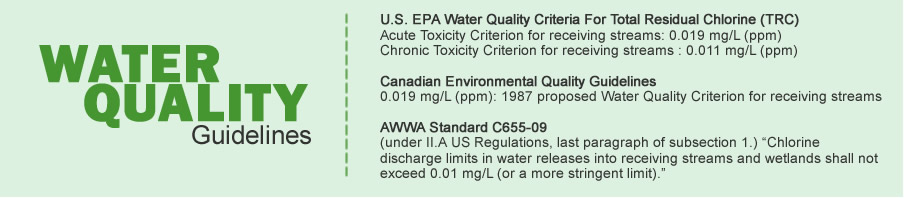 WATER
QUALITY
Guidelines
U.S. EPA Water Quality Criteria For Total Residual Chlorine (TRC)
Acute Toxicity Criterion for receiving streams: 0.019 mg/L (ppm)
Chronic Toxicity Criterion for receiving streams : 0.011 mg/L (ppm)
Canadian Environmental Quality Guidelines
0.019 mg/L (ppm): 1987 proposed Water Quality Criterion for receiving streams
AWWA Standard C655-09
(under II.A US Regulations, last paragraph of subsection 1.) “Chlorine
discharge limits in water releases into receiving streams and wetlands shall not
exceed 0.01 mg/L (or a more stringent limit).”